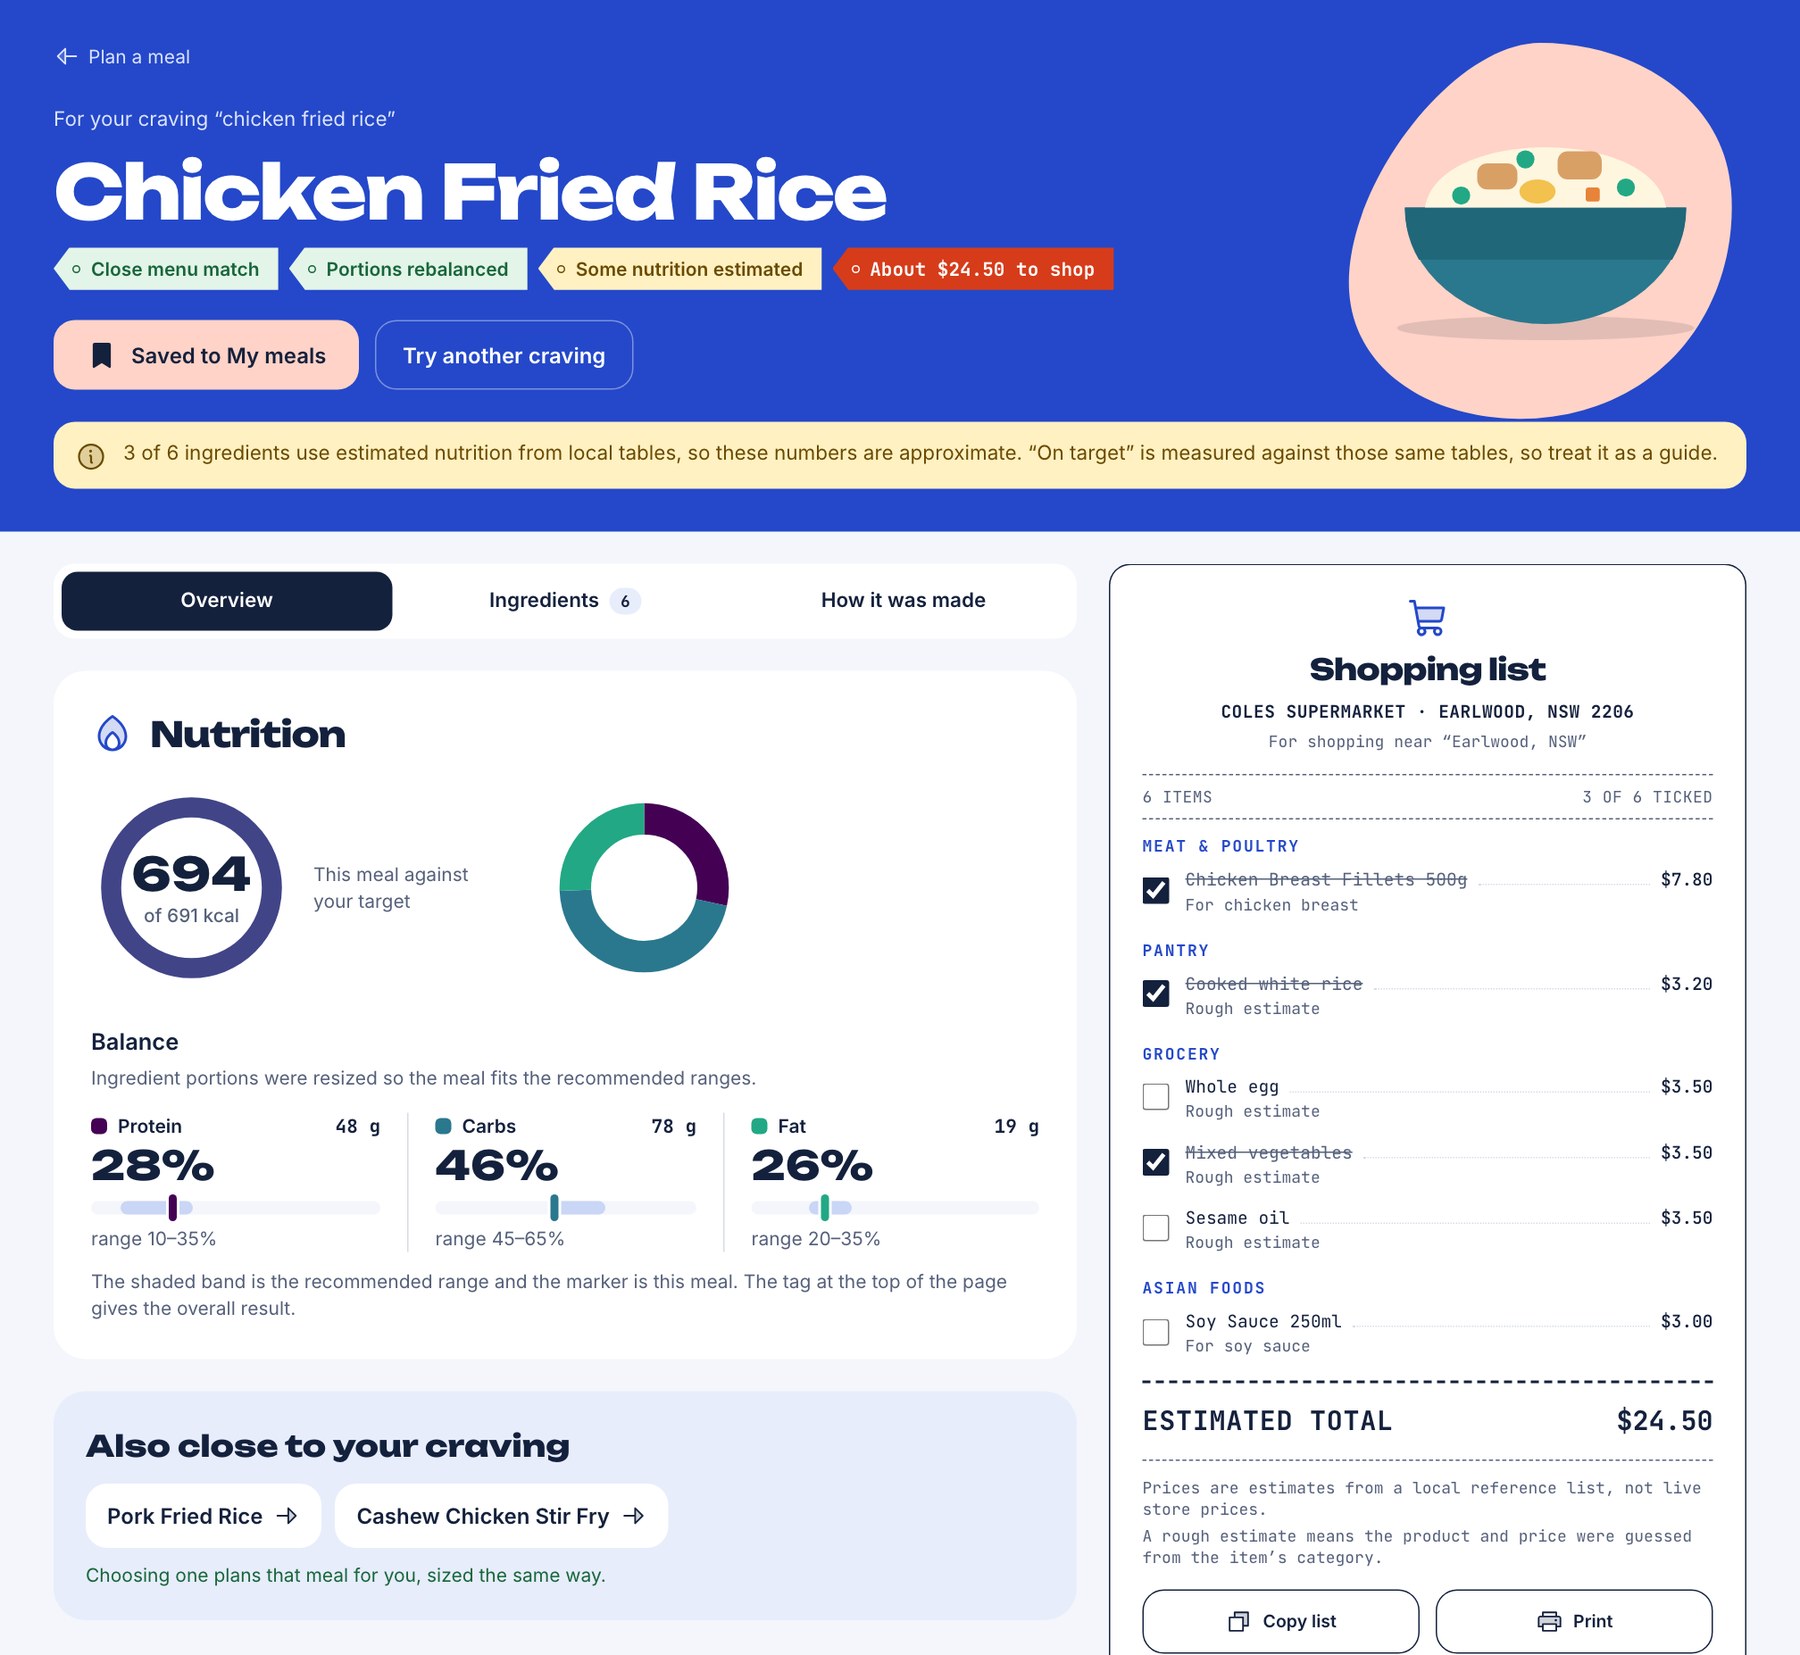 Plan a meal
For your craving “chicken fried rice”
Chicken Fried Rice
Close menu match
Portions rebalanced
Some nutrition estimated
About $24.50 to shop
Saved to My meals
Try another craving
3 of 6 ingredients use estimated nutrition from local tables, so these numbers are approximate. “On target” is measured against those same tables, so treat it as a guide.
Overview
Ingredients 6
How it was made
Nutrition
694
of 691 kcal
This meal against
your target
Balance
Ingredient portions were resized so the meal fits the recommended ranges.
Protein 48 g
28%
range 10–35%
Carbs 78 g
46%
range 45–65%
Fat 19 g
26%
range 20–35%
The shaded band is the recommended range and the marker is this meal. The tag at the top of the page
gives the overall result.
Also close to your craving
Pork Fried Rice
Cashew Chicken Stir Fry
Choosing one plans that meal for you, sized the same way.
Shopping list
COLES SUPERMARKET · EARLWOOD, NSW 2206
For shopping near “Earlwood, NSW”
6 ITEMS 3 OF 6 TICKED
MEAT & POULTRY
Chicken Breast Fillets 500g $7.80
For chicken breast
PANTRY
Cooked white rice $3.20
Rough estimate
GROCERY
Whole egg $3.50
Rough estimate
Mixed vegetables $3.50
Rough estimate
Sesame oil $3.50
Rough estimate
ASIAN FOODS
Soy Sauce 250ml $3.00
For soy sauce
ESTIMATED TOTAL $24.50
Prices are estimates from a local reference list, not live
store prices.
A rough estimate means the product and price were guessed
from the item’s category.
Copy list
Print